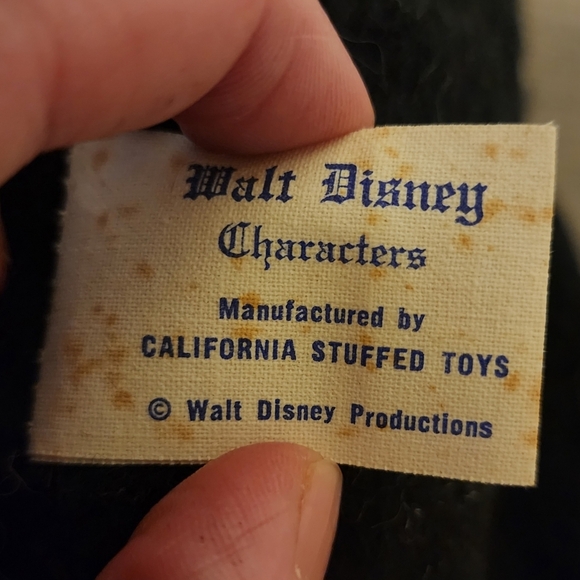 Walt Disney
Characters
Manufactured by
CALIFORNIA STUFFED TOYS
© Walt Disney Productions